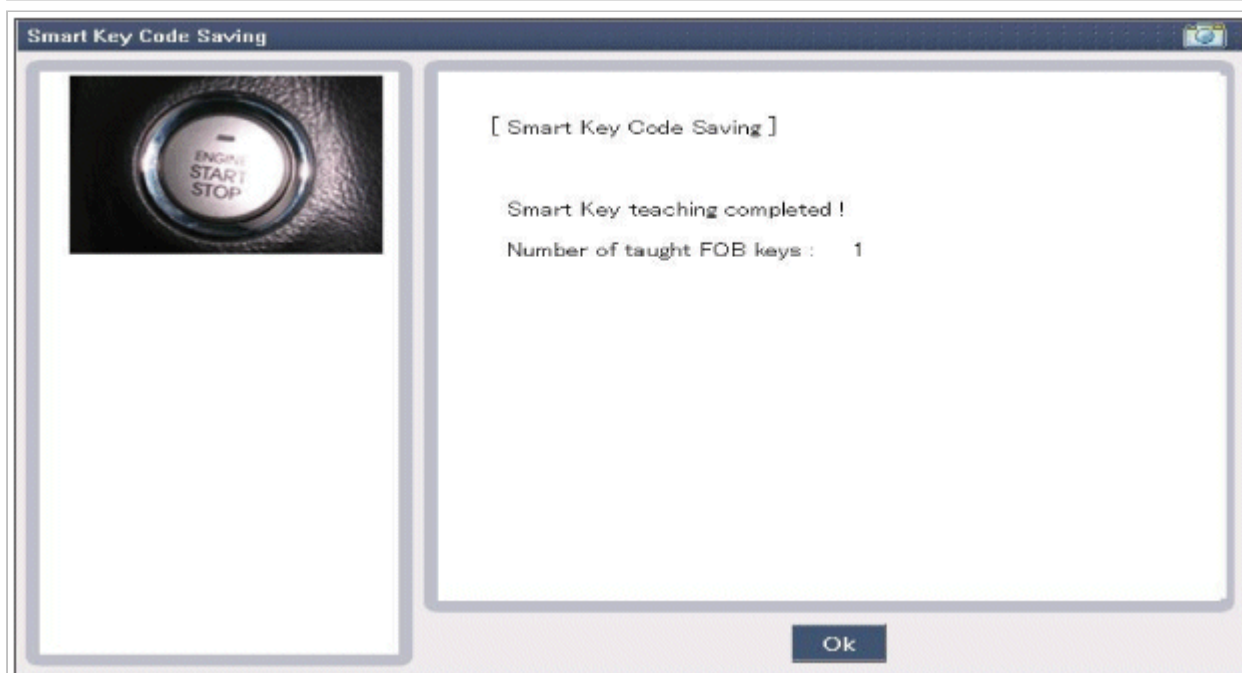 Smart Key Code Saving
ENGINE
START
STOP
[ Smart Key Code Saving ]
Smart Key teaching completed !
Number of taught FOB keys : 1
Ok